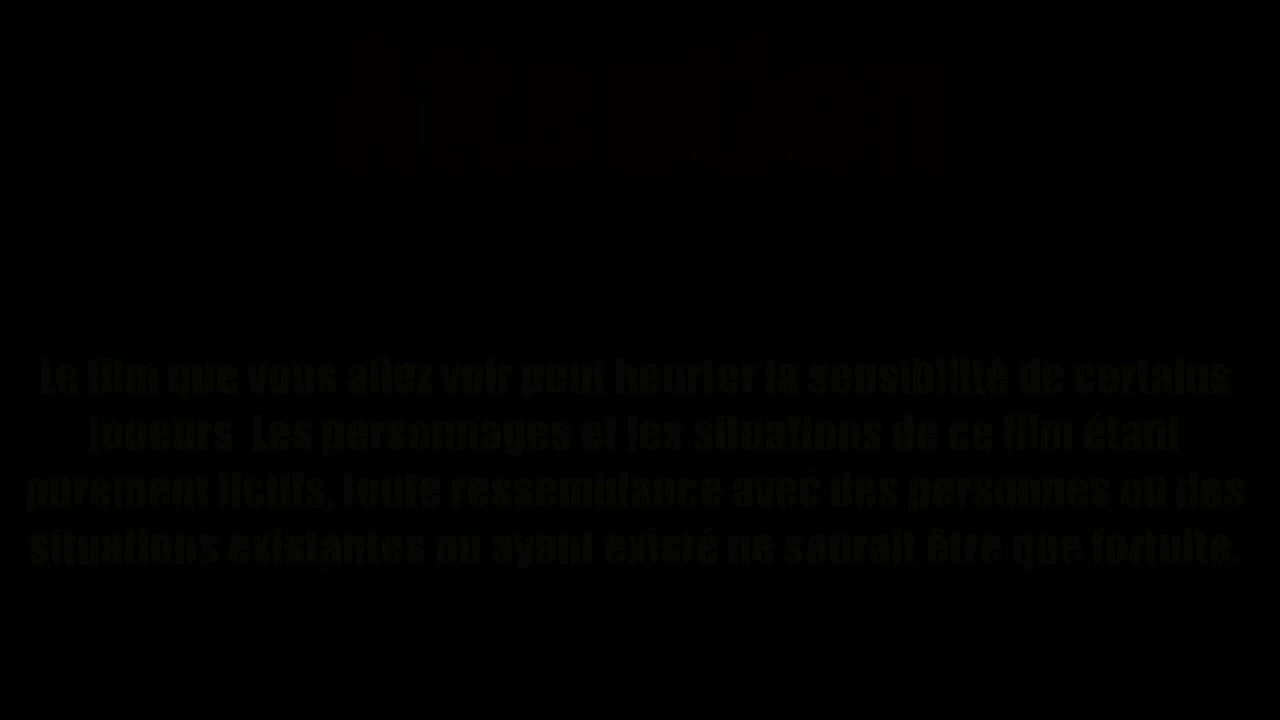 Attention
Le film que vous allez voir peut heurter la sensibilité de certains
joueurs. Les personnages et les situations de ce film étant
purement fictifs, toute ressemblance avec des personnes ou des
situations existantes ou ayant existé ne saurait être que fortuite.